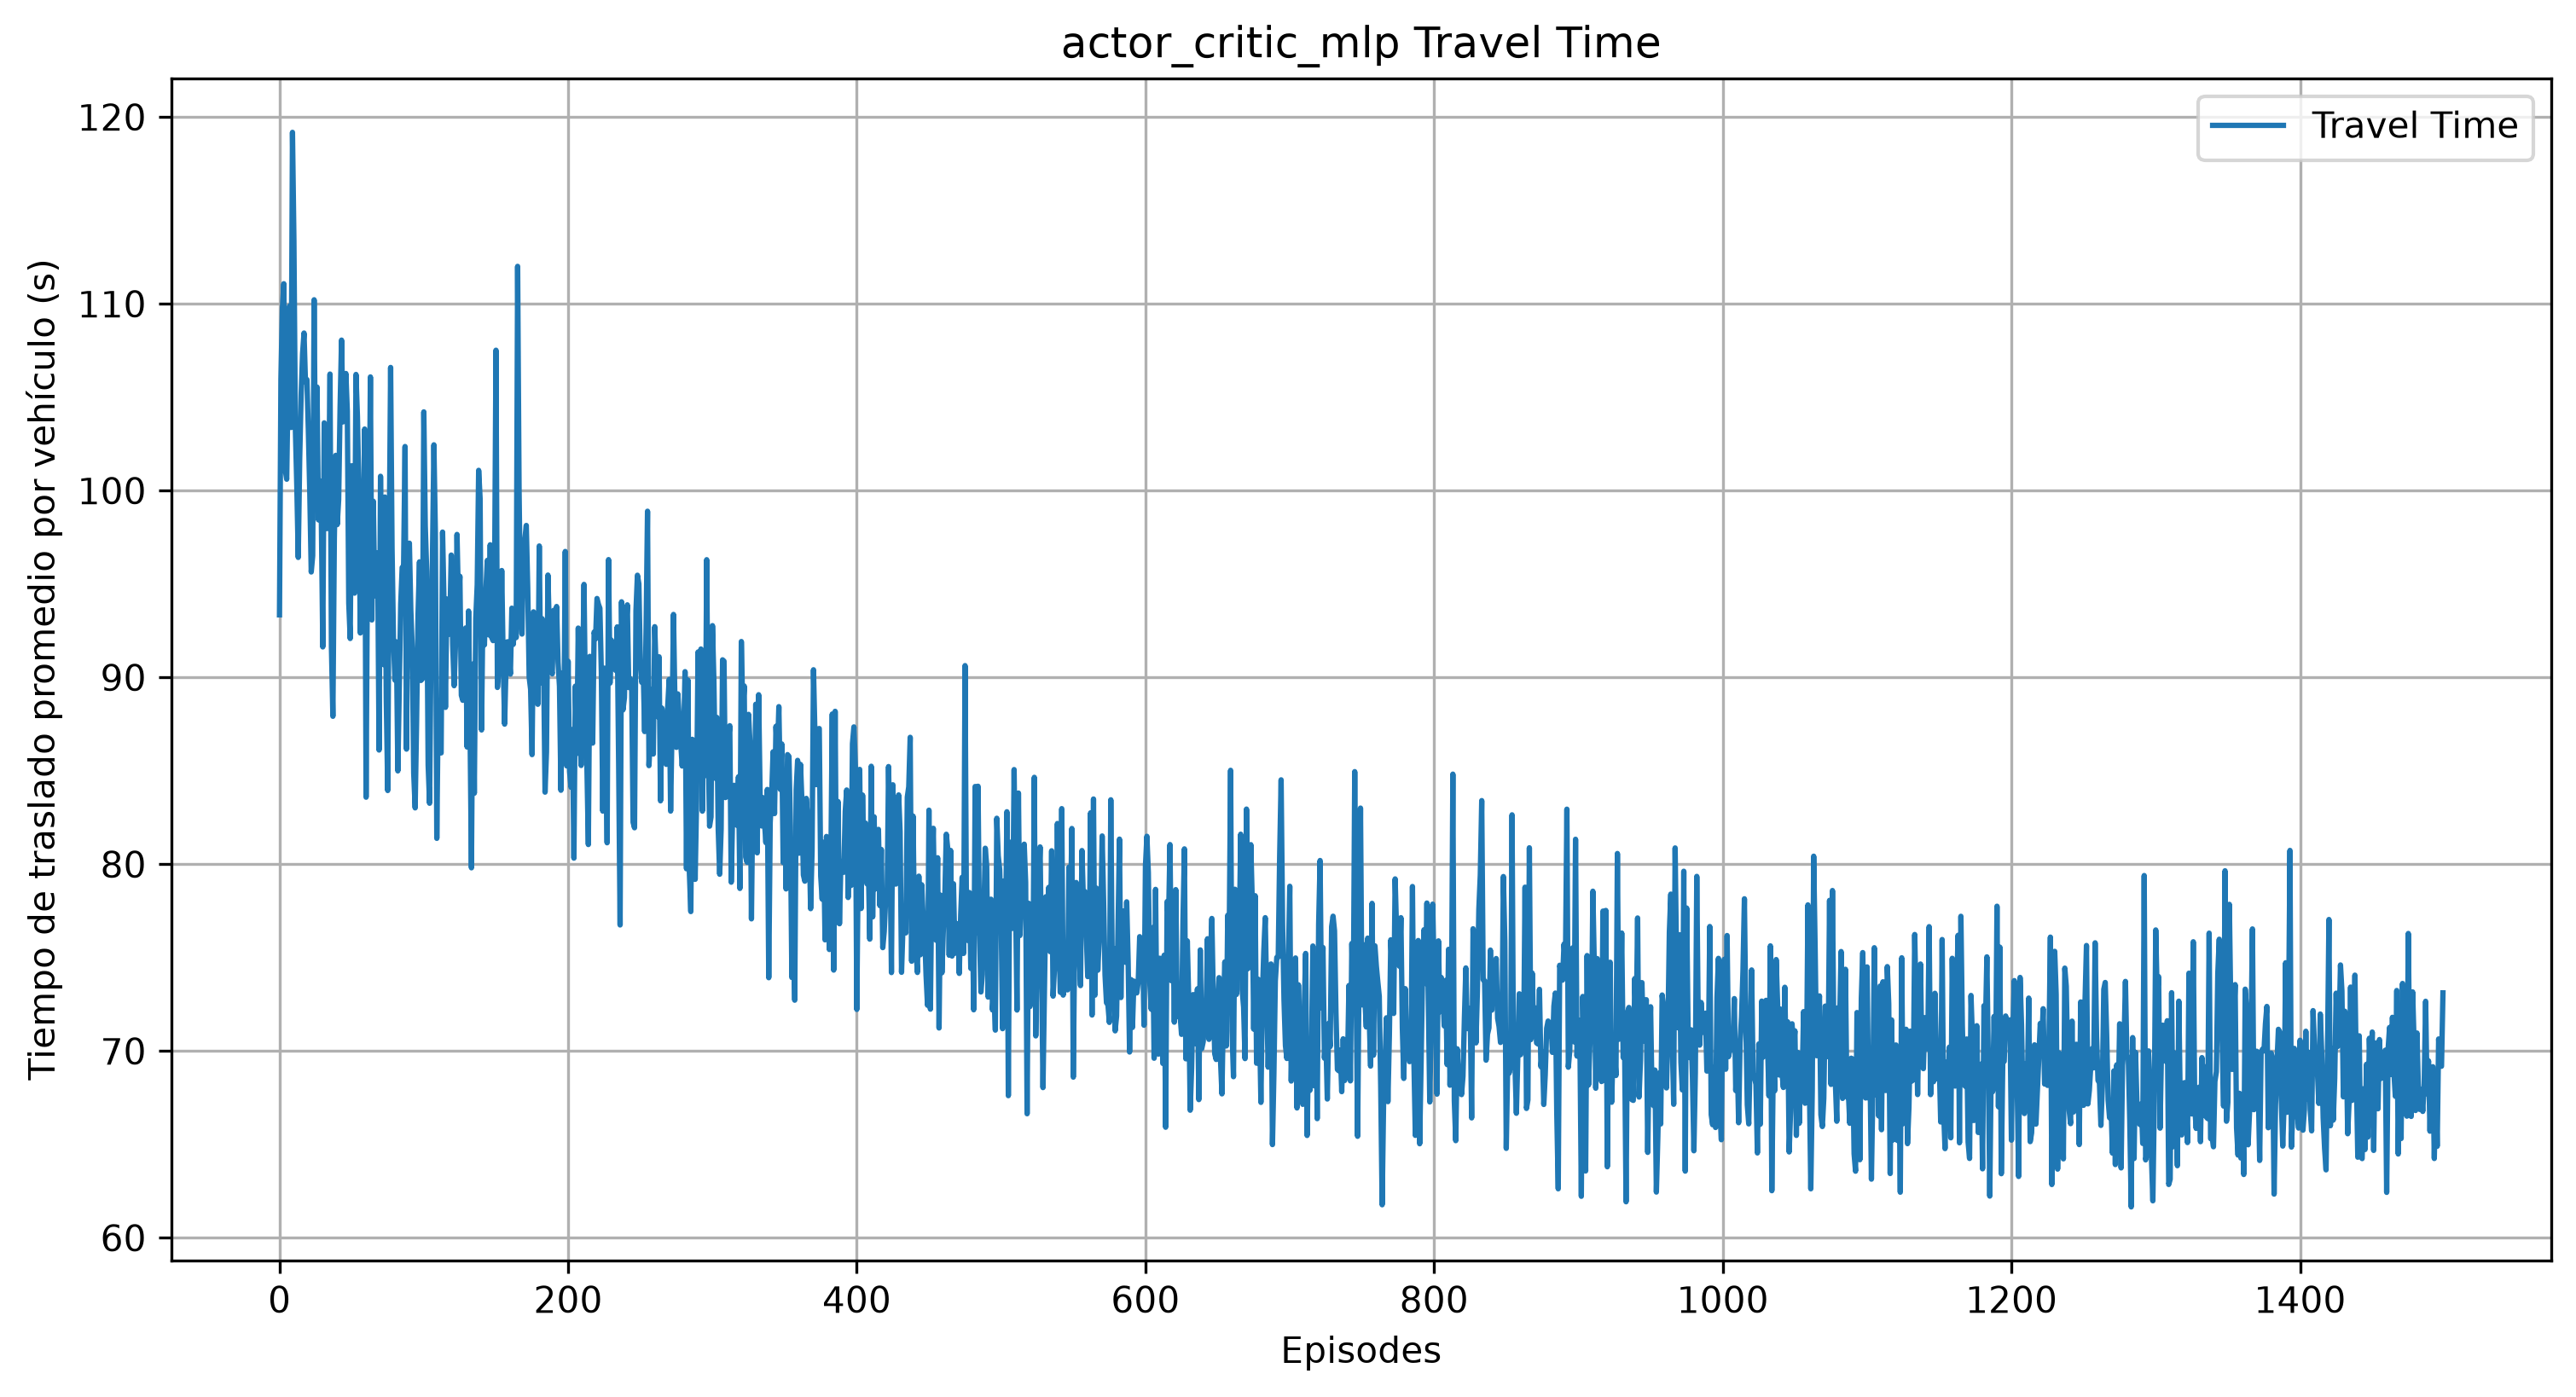 actor_critic_mlp Travel Time
Travel Time
Tiempo de traslado promedio por vehículo (s)
120
110
100
90
80
70
60
0 200 400 600 800 1000 1200 1400
Episodes